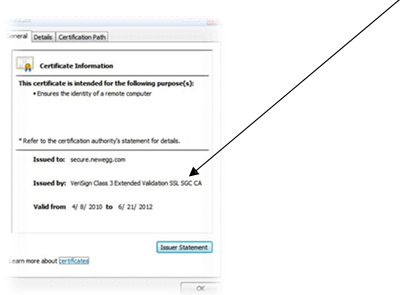 General Details Certification Path
Certificate Information
This certificate is intended for the following purpose(s):
• Ensures the identity of a remote computer
* Refer to the certification authority's statement for details.
Issued to: secure.newegg.com
Issued by: VeriSign Class 3 Extended Validation SSL SGC CA
Valid from 4/ 8/ 2010 to 6/ 21/ 2012
Issuer Statement
Learn more about certificates
OK